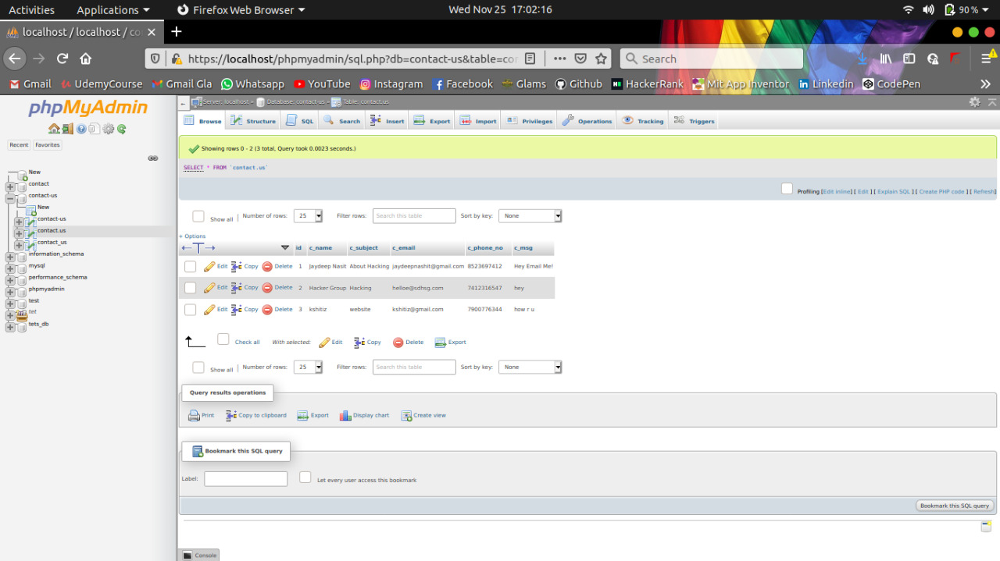 Activities Applications Firefox Web Browser Wed Nov 25 17:02:16 90%
localhost / localhost / co
https://localhost/phpmyadmin/sql.php?db=contact-us&table=co Search
Gmail UdemyCourse Gmail Gla Whatsapp YouTube Instagram Facebook Glams Github HackerRank Mit App Inventor Linkedin CodePen
phpMyAdmin
Recent Favorites
New
contact
contact-us
New
contact-us
contact.us
contact_us
information_schema
mysql
performance_schema
phpmyadmin
test
tet
tets_db
Server: localhost » Database: contact-us » Table: contact.us
Browse Structure SQL Search Insert Export Import Privileges Operations Tracking Triggers
Showing rows 0 - 2 (3 total, Query took 0.0023 seconds.)
SELECT * FROM `contact.us`
Profiling [Edit inline] [ Edit ] [ Explain SQL ] [ Create PHP code ] [ Refresh]
Show all | Number of rows: 25 Filter rows: Search this table Sort by key: None
+ Options
id c_name c_subject c_email c_phone_no c_msg
Edit Copy Delete 1 Jaydeep Nasit About Hacking jaydeepnashit@gmail.com 8523697412 Hey Email Me!
Edit Copy Delete 2 Hacker Group Hacking helloe@sdhsg.com 7412316547 hey
Edit Copy Delete 3 kshitiz website kshitiz@gmail.com 7900776344 how r u
Check all With selected: Edit Copy Delete Export
Show all | Number of rows: 25 Filter rows: Search this table Sort by key: None
Query results operations
Print Copy to clipboard Export Display chart Create view
Bookmark this SQL query
Label: Let every user access this bookmark
Bookmark this SQL query
Console